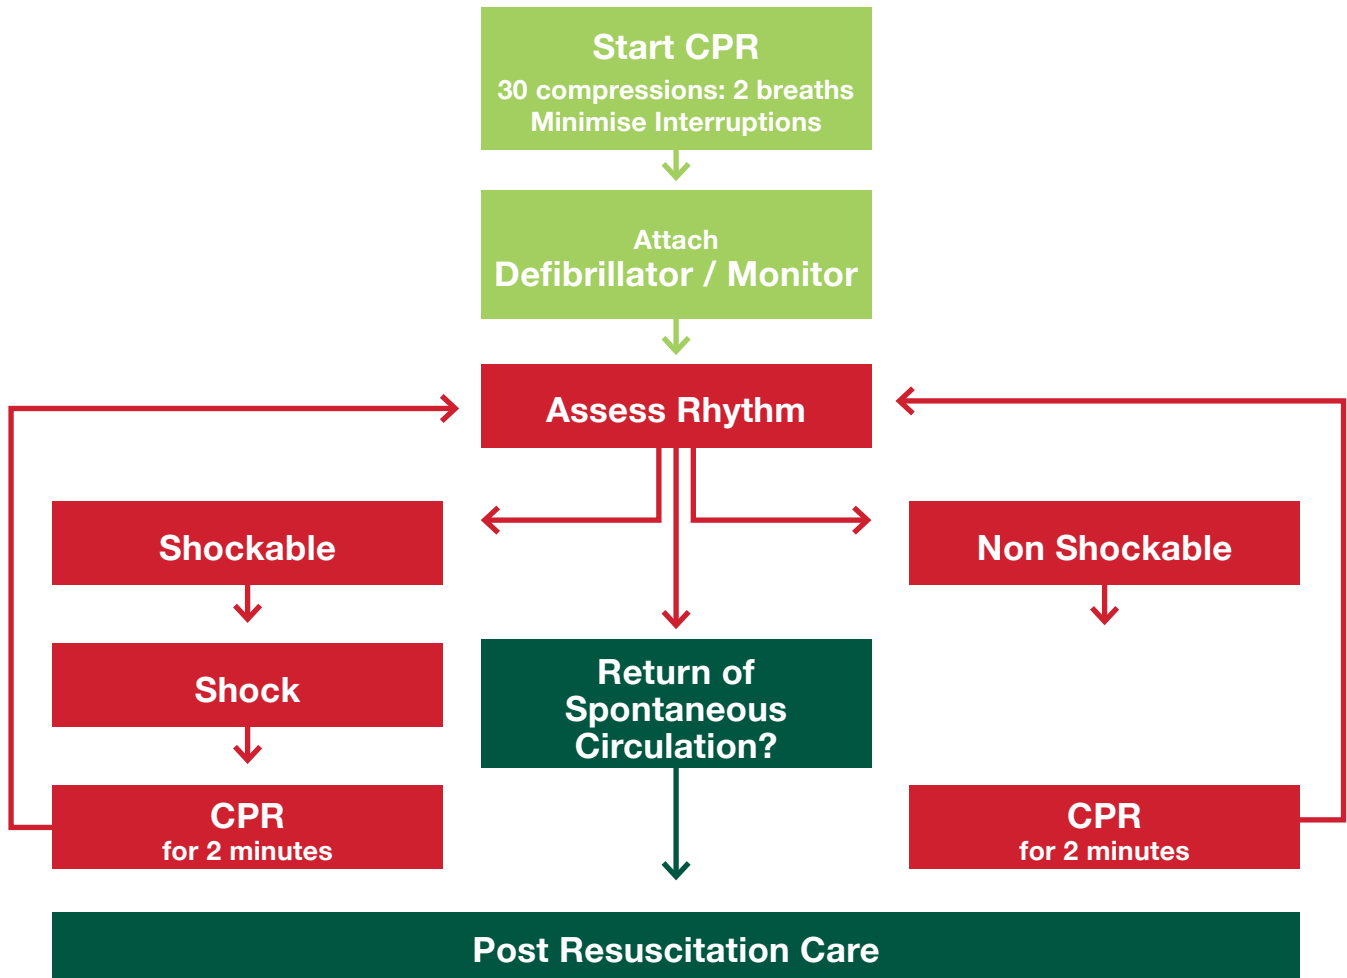 Start CPR
30 compressions: 2 breaths
Minimise Interruptions
Attach
Defibrillator / Monitor
Assess Rhythm
Shockable
Non Shockable
Shock
Return of
Spontaneous
Circulation?
CPR
for 2 minutes
CPR
for 2 minutes
Post Resuscitation Care